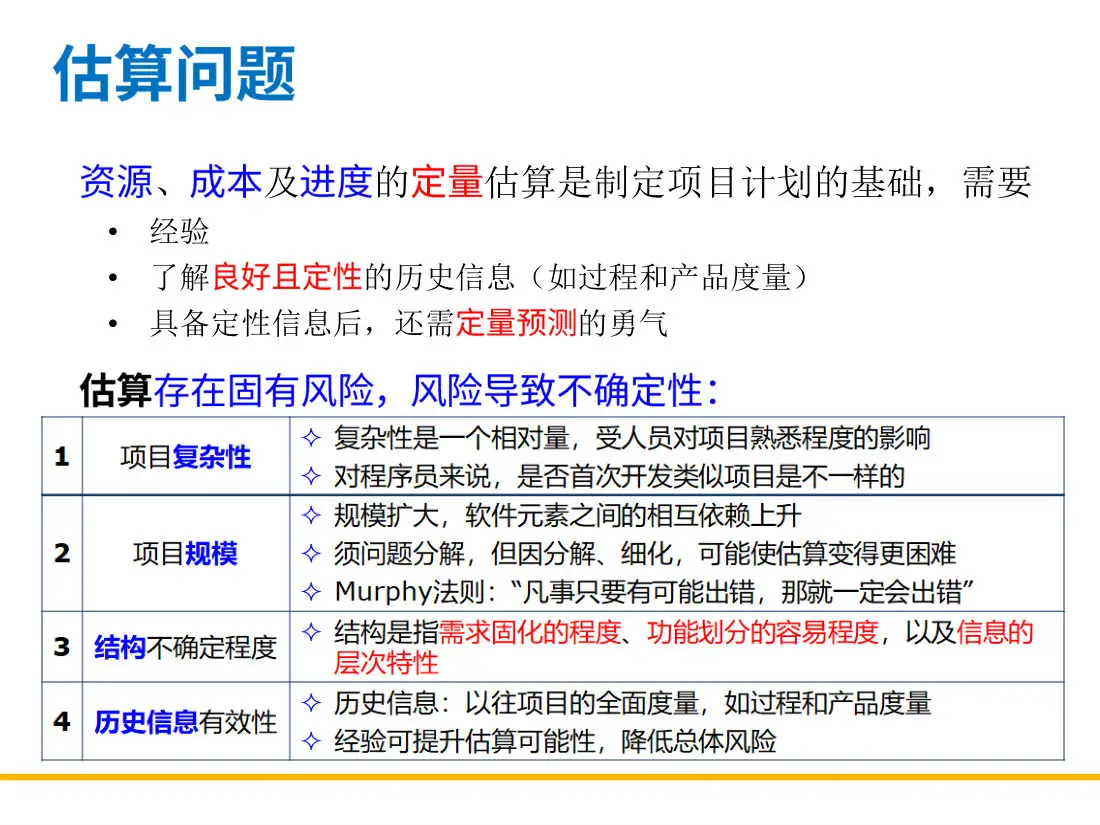 估算问题
资源、成本及进度的定量估算是制定项目计划的基础，需要
• 经验
• 了解良好且定性的历史信息（如过程和产品度量）
• 具备定性信息后，还需定量预测的勇气
估算存在固有风险，风险导致不确定性：
1 项目复杂性
✧ 复杂性是一个相对量，受人员对项目熟悉程度的影响
✧ 对程序员来说，是否首次开发类似项目是不一样的
2 项目规模
✧ 规模扩大，软件元素之间的相互依赖上升
✧ 须问题分解，但因分解、细化，可能使估算变得更困难
✧ Murphy法则：“凡事只要有可能出错，那就一定会出错”
3 结构不确定程度
✧ 结构是指需求固化的程度、功能划分的容易程度，以及信息的
层次特性
4 历史信息有效性
✧ 历史信息：以往项目的全面度量，如过程和产品度量
✧ 经验可提升估算可能性，降低总体风险